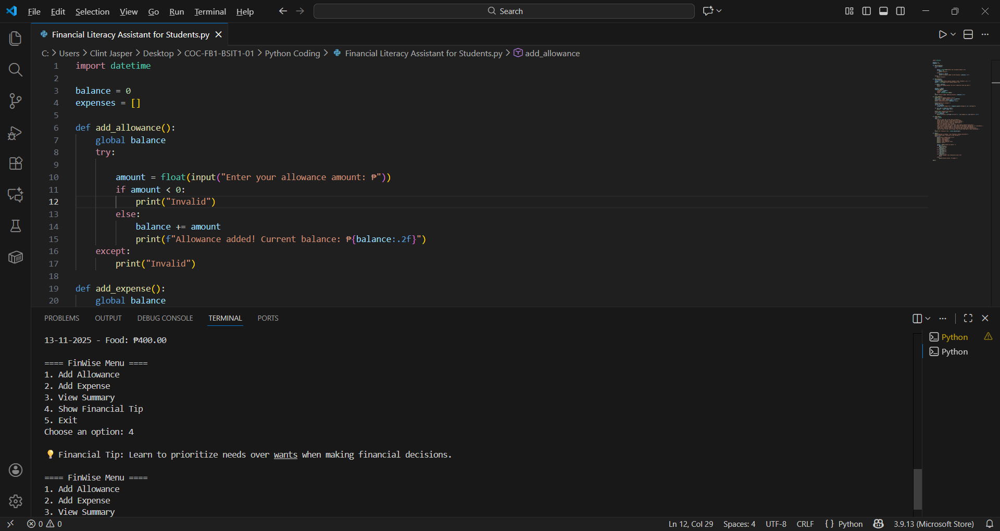 File Edit Selection View Go Run Terminal Help Search
Financial Literacy Assistant for Students.py
C: > Users > Clint Jasper > Desktop > COC-FB1-BSIT1-01 > Python Coding > Financial Literacy Assistant for Students.py > add_allowance
1 import datetime
2
3 balance = 0
4 expenses = []
5
6 def add_allowance():
7 global balance
8 try:
9
10 amount = float(input("Enter your allowance amount: ₱"))
11 if amount < 0:
12 print("Invalid")
13 else:
14 balance += amount
15 print(f"Allowance added! Current balance: ₱{balance:.2f}")
16 except:
17 print("Invalid")
18
19 def add_expense():
20 global balance
PROBLEMS OUTPUT DEBUG CONSOLE TERMINAL PORTS
13-11-2025 - Food: ₱400.00
==== FinWise Menu ====
1. Add Allowance
2. Add Expense
3. View Summary
4. Show Financial Tip
5. Exit
Choose an option: 4
💡 Financial Tip: Learn to prioritize needs over wants when making financial decisions.
==== FinWise Menu ====
1. Add Allowance
2. Add Expense
3. View Summary
Python
Python
0 0 Ln 12, Col 29 Spaces: 4 UTF-8 CRLF {} Python 3.9.13 (Microsoft Store)